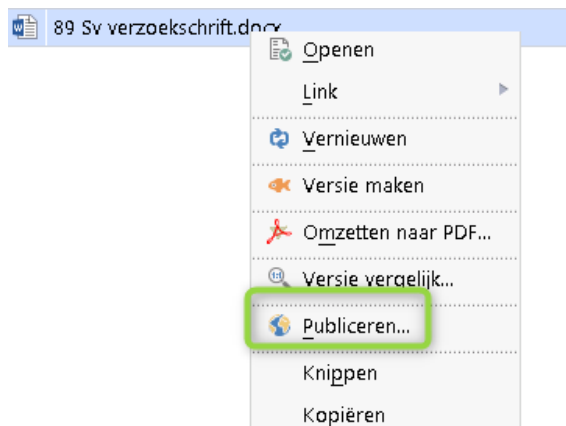 89 Sv verzoekschrift.docx
Openen
Link
Vernieuwen
Versie maken
Omzetten naar PDF...
Versie vergelijk...
Publiceren...
Knippen
Kopiëren